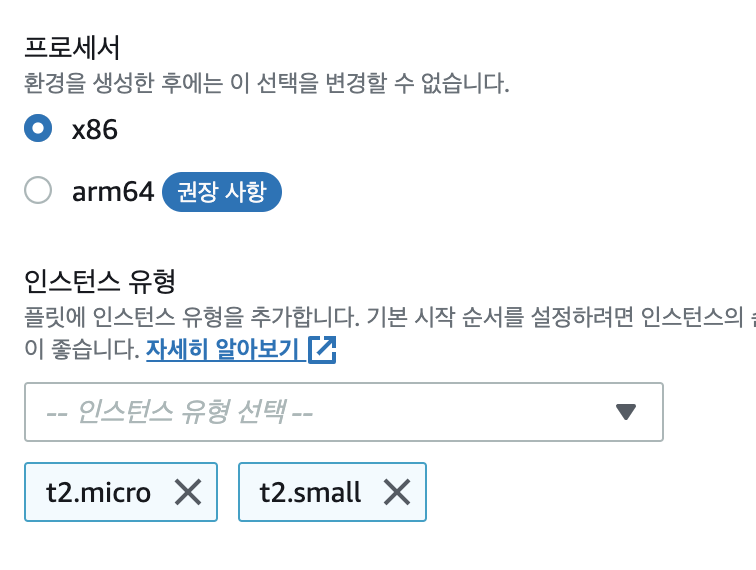 프로세서
환경을 생성한 후에는 이 선택을 변경할 수 없습니다.
x86
arm64 권장 사항
인스턴스 유형
플릿에 인스턴스 유형을 추가합니다. 기본 시작 순서를 설정하려면 인스턴스의
이 좋습니다. 자세히 알아보기
-- 인스턴스 유형 선택 --
t2.micro t2.small